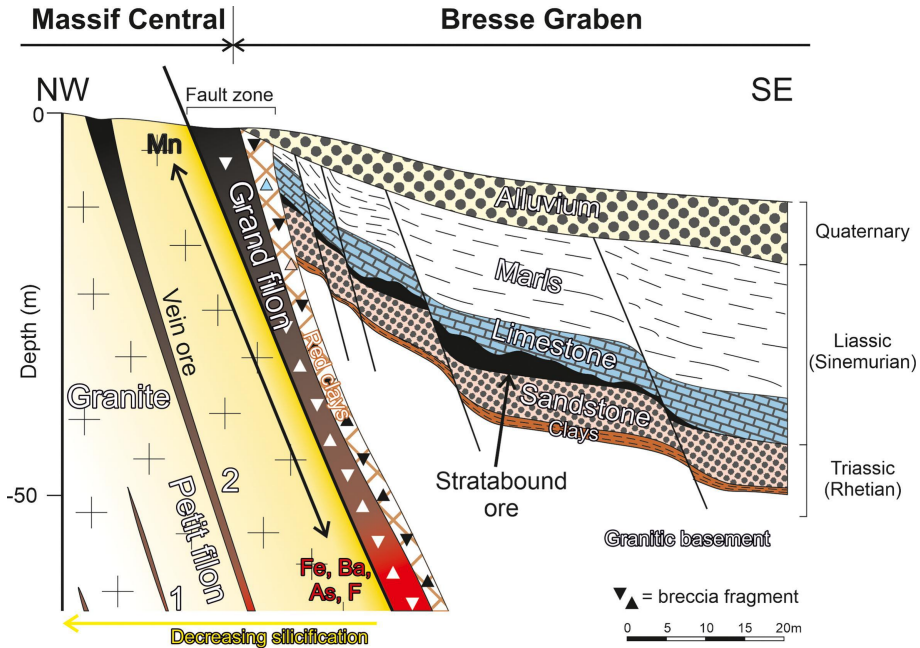 Massif Central
Bresse Graben
NW
SE
Fault zone
0
Mn
Grand filon
Alluvium
Quaternary
Marls
Vein ore
Depth (m)
Limestone
Liassic
(Sinemurian)
Red clays
Granite
Sandstone
Clays
2
Stratabound
ore
Triassic
(Rhetian)
-50
Petit filon
Granitic basement
Fe, Ba,
As, F
1
= breccia fragment
0 5 10 15 20m
Decreasing silicification